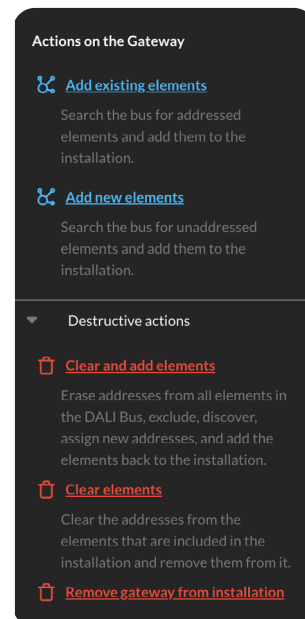 Actions on the Gateway
Add existing elements
Search the bus for addressed
elements and add them to the
installation.
Add new elements
Search the bus for unaddressed
elements and add them to the
installation.
Destructive actions
Clear and add elements
Erase addresses from all elements in
the DALI Bus, exclude, discover,
assign new addresses, and add the
elements back to the installation.
Clear elements
Clear the addresses from the
elements that are included in the
installation and remove them from it.
Remove gateway from installation